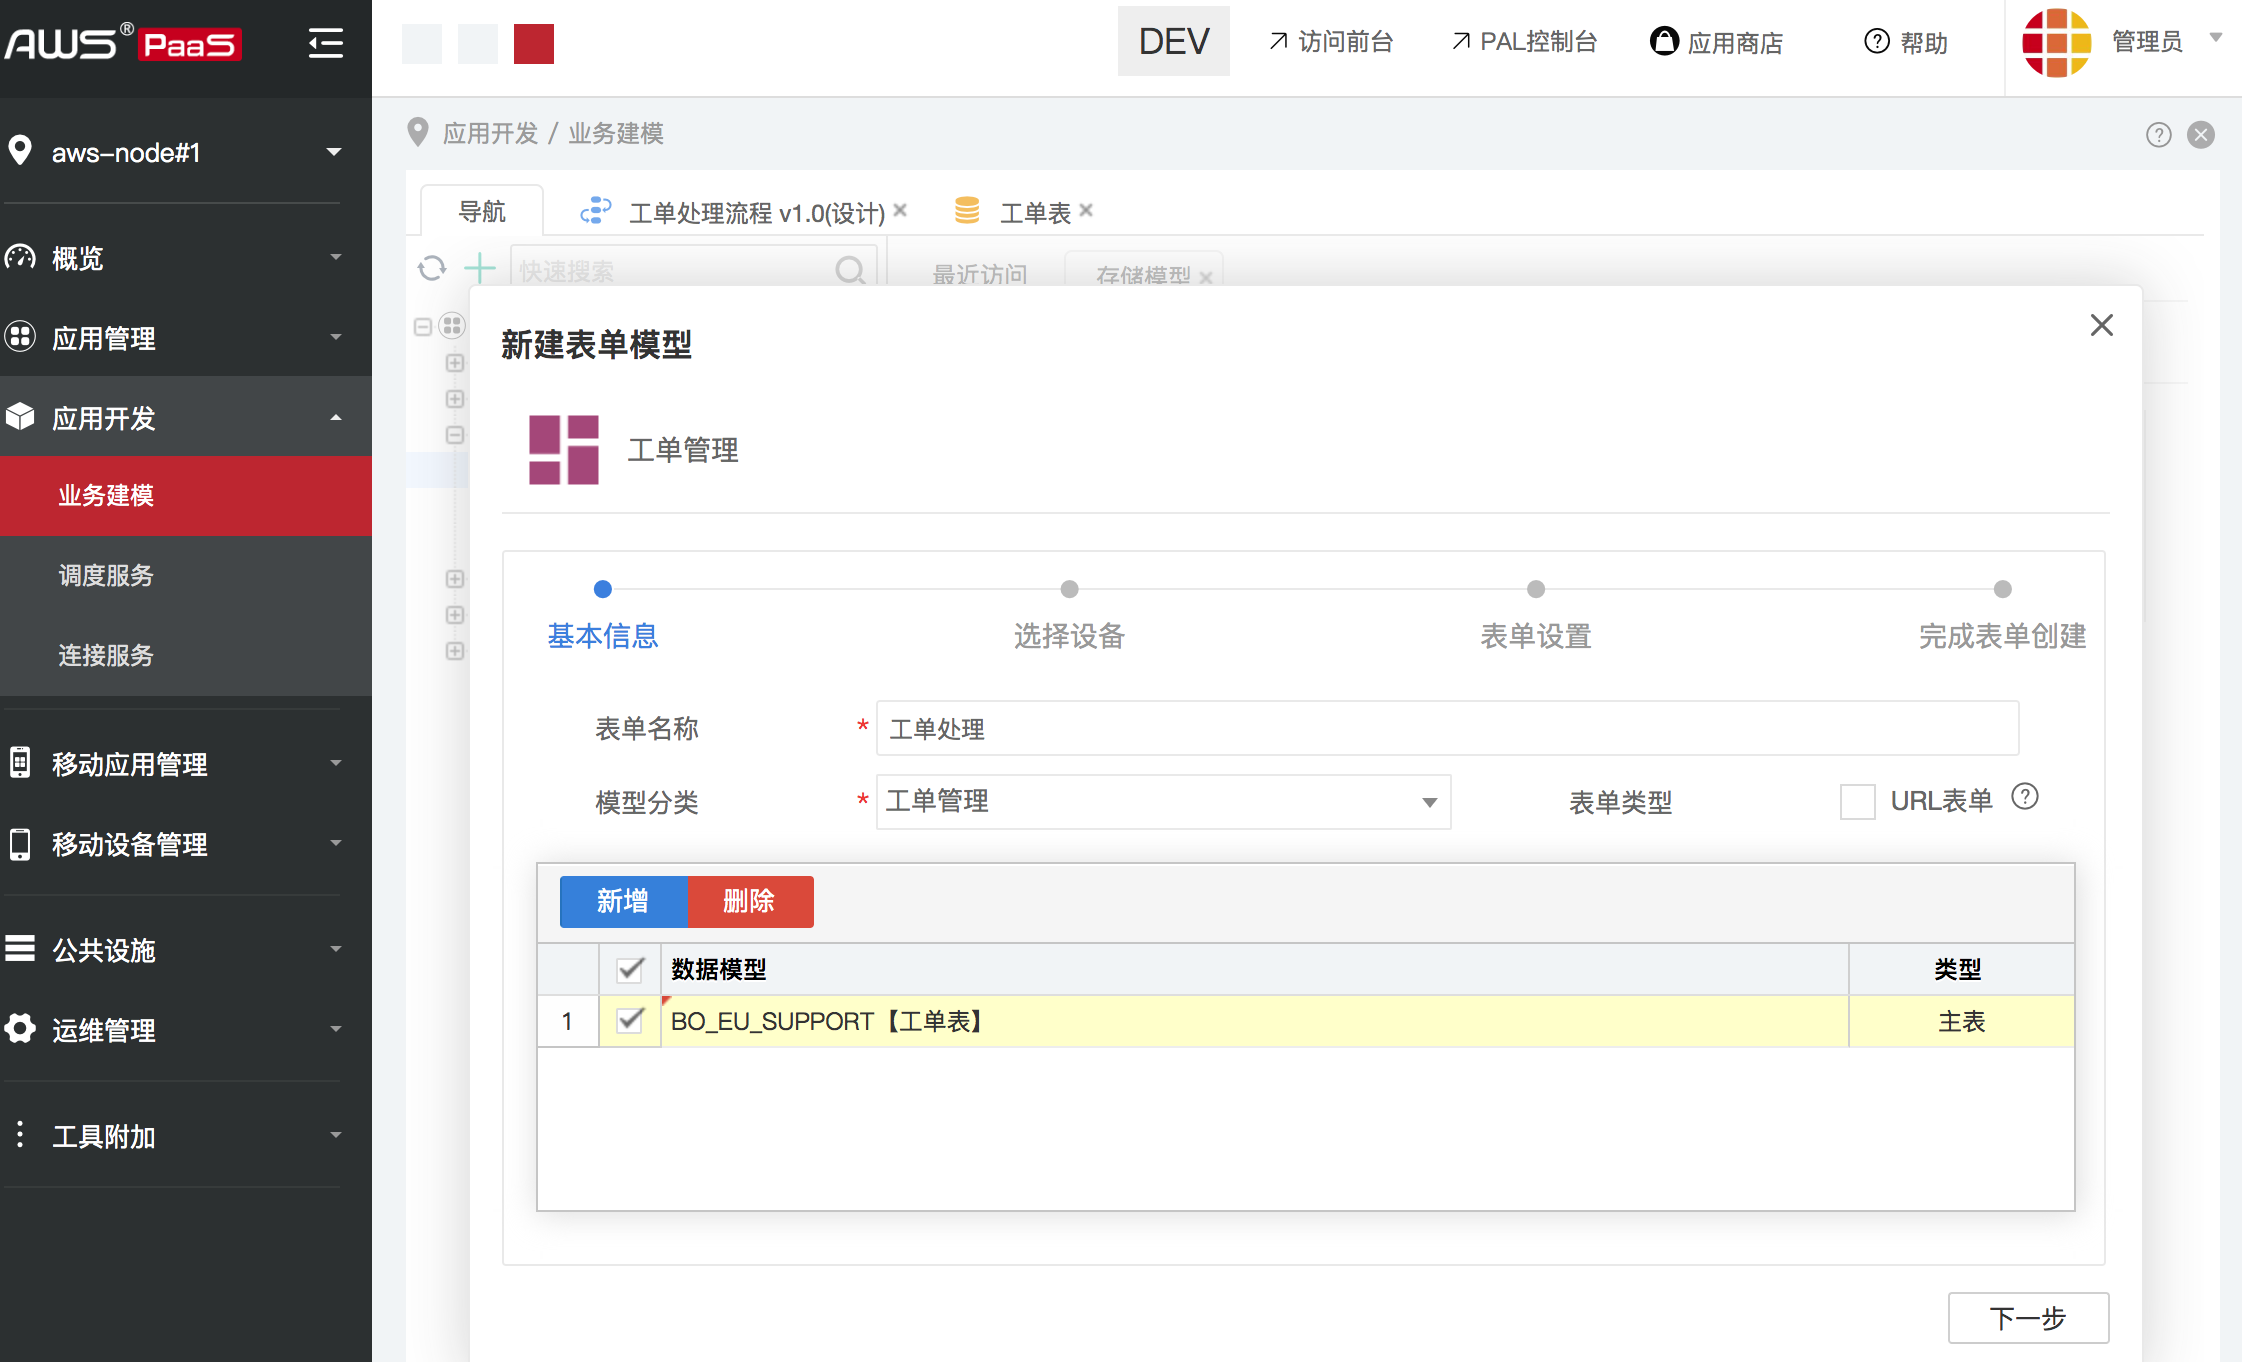 AWS® PaaS
DEV
访问前台
PAL控制台
应用商店
帮助
管理员
aws-node#1
概览
应用管理
应用开发
业务建模
调度服务
连接服务
移动应用管理
移动设备管理
公共设施
运维管理
工具附加
应用开发 / 业务建模
导航
工单处理流程 v1.0(设计)
工单表
快速搜索
最近访问
存储模型
新建表单模型
工单管理
基本信息
选择设备
表单设置
完成表单创建
表单名称 * 工单处理
模型分类 * 工单管理
表单类型 URL表单
新增 删除
数据模型 类型
1 BO_EU_SUPPORT【工单表】 主表
下一步